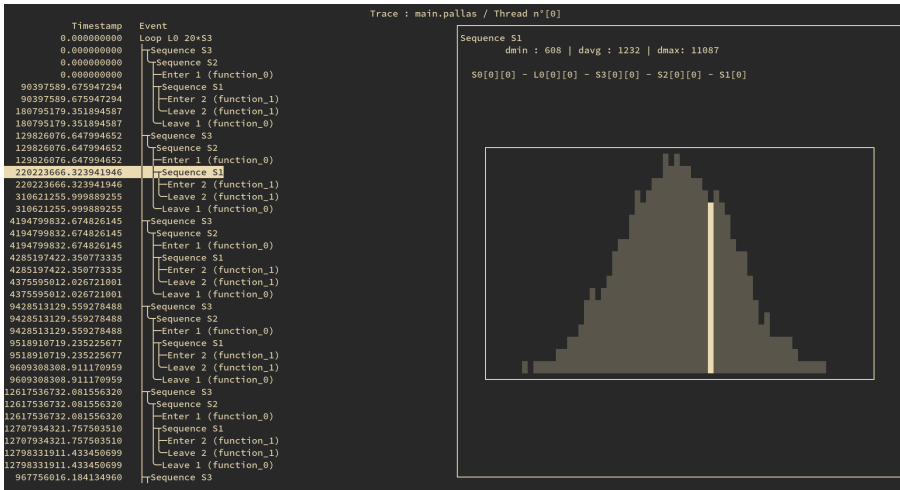 Trace : main.pallas / Thread n°[0]
Timestamp Event
0.000000000 Loop L0 20*S3
0.000000000 Sequence S3
0.000000000 Sequence S2
0.000000000 Enter 1 (function_0)
90397589.675947294 Sequence S1
90397589.675947294 Enter 2 (function_1)
180795179.351894587 Leave 2 (function_1)
180795179.351894587 Leave 1 (function_0)
129826076.647994652 Sequence S3
129826076.647994652 Sequence S2
129826076.647994652 Enter 1 (function_0)
220223666.323941946 Sequence S1
220223666.323941946 Enter 2 (function_1)
310621255.999889255 Leave 2 (function_1)
310621255.999889255 Leave 1 (function_0)
4194799832.674826145 Sequence S3
4194799832.674826145 Sequence S2
4194799832.674826145 Enter 1 (function_0)
4285197422.350773335 Sequence S1
4285197422.350773335 Enter 2 (function_1)
4375595012.026721001 Leave 2 (function_1)
4375595012.026721001 Leave 1 (function_0)
9428513129.559278488 Sequence S3
9428513129.559278488 Sequence S2
9428513129.559278488 Enter 1 (function_0)
9518910719.235225677 Sequence S1
9518910719.235225677 Enter 2 (function_1)
9609308308.911170959 Leave 2 (function_1)
9609308308.911170959 Leave 1 (function_0)
12617536732.081556320 Sequence S3
12617536732.081556320 Sequence S2
12617536732.081556320 Enter 1 (function_0)
12707934321.757503510 Sequence S1
12707934321.757503510 Enter 2 (function_1)
12798331911.433450699 Leave 2 (function_1)
12798331911.433450699 Leave 1 (function_0)
967756016.184134960 Sequence S3
Sequence S1
dmin : 608 | davg : 1232 | dmax: 11087
S0[0][0] - L0[0][0] - S3[0][0] - S2[0][0] - S1[0]